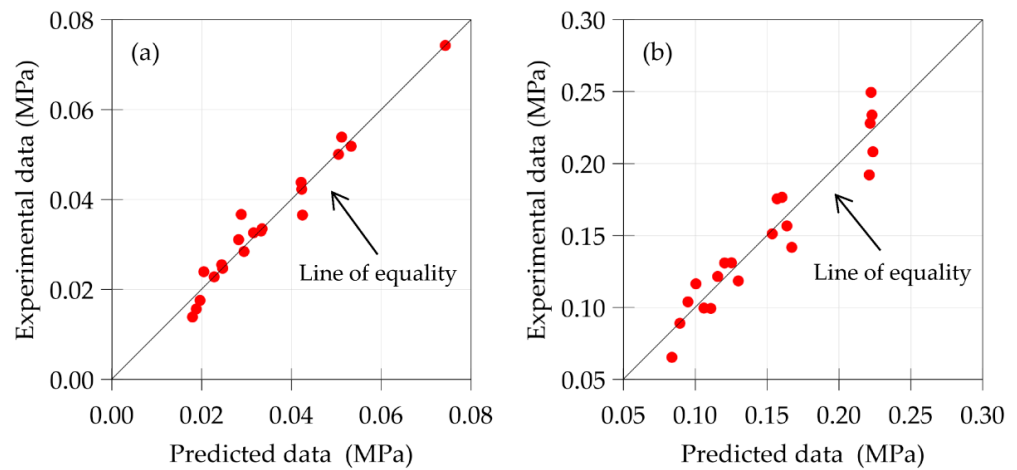 (a)
Experimental data (MPa)
0.08
0.06
0.04
0.02
0.00
Line of equality
0.00 0.02 0.04 0.06 0.08
Predicted data (MPa)
(b)
Experimental data (MPa)
0.30
0.25
0.20
0.15
0.10
0.05
Line of equality
0.05 0.10 0.15 0.20 0.25 0.30
Predicted data (MPa)